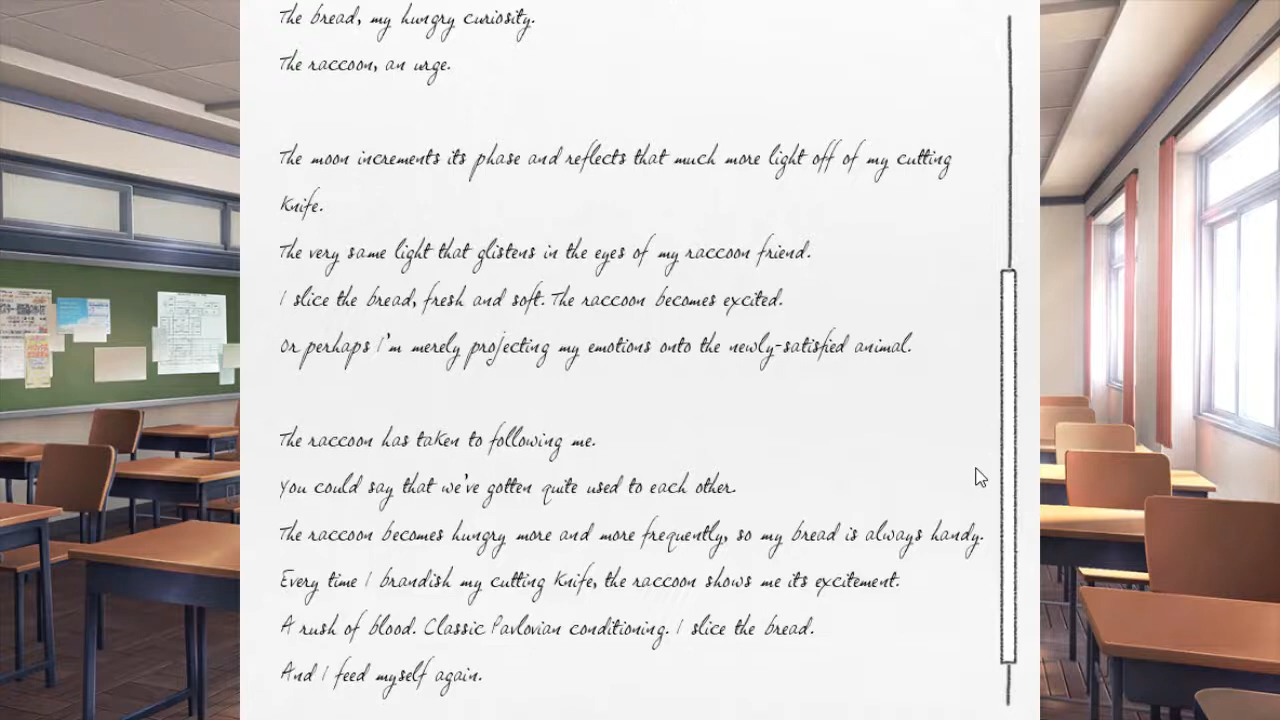 The bread, my hungry curiosity.
The raccoon, an urge.
The moon increments its phase and reflects that much more light off of my cutting
knife.
The very same light that glistens in the eyes of my raccoon friend.
I slice the bread, fresh and soft. The raccoon becomes excited.
Or perhaps I'm merely projecting my emotions onto the newly-satisfied animal.
The raccoon has taken to following me.
You could say that we've gotten quite used to each other.
The raccoon becomes hungry more and more frequently, so my bread is always handy.
Every time I brandish my cutting knife, the raccoon shows me its excitement.
A rush of blood. Classic Pavlovian conditioning. I slice the bread.
And I feed myself again.